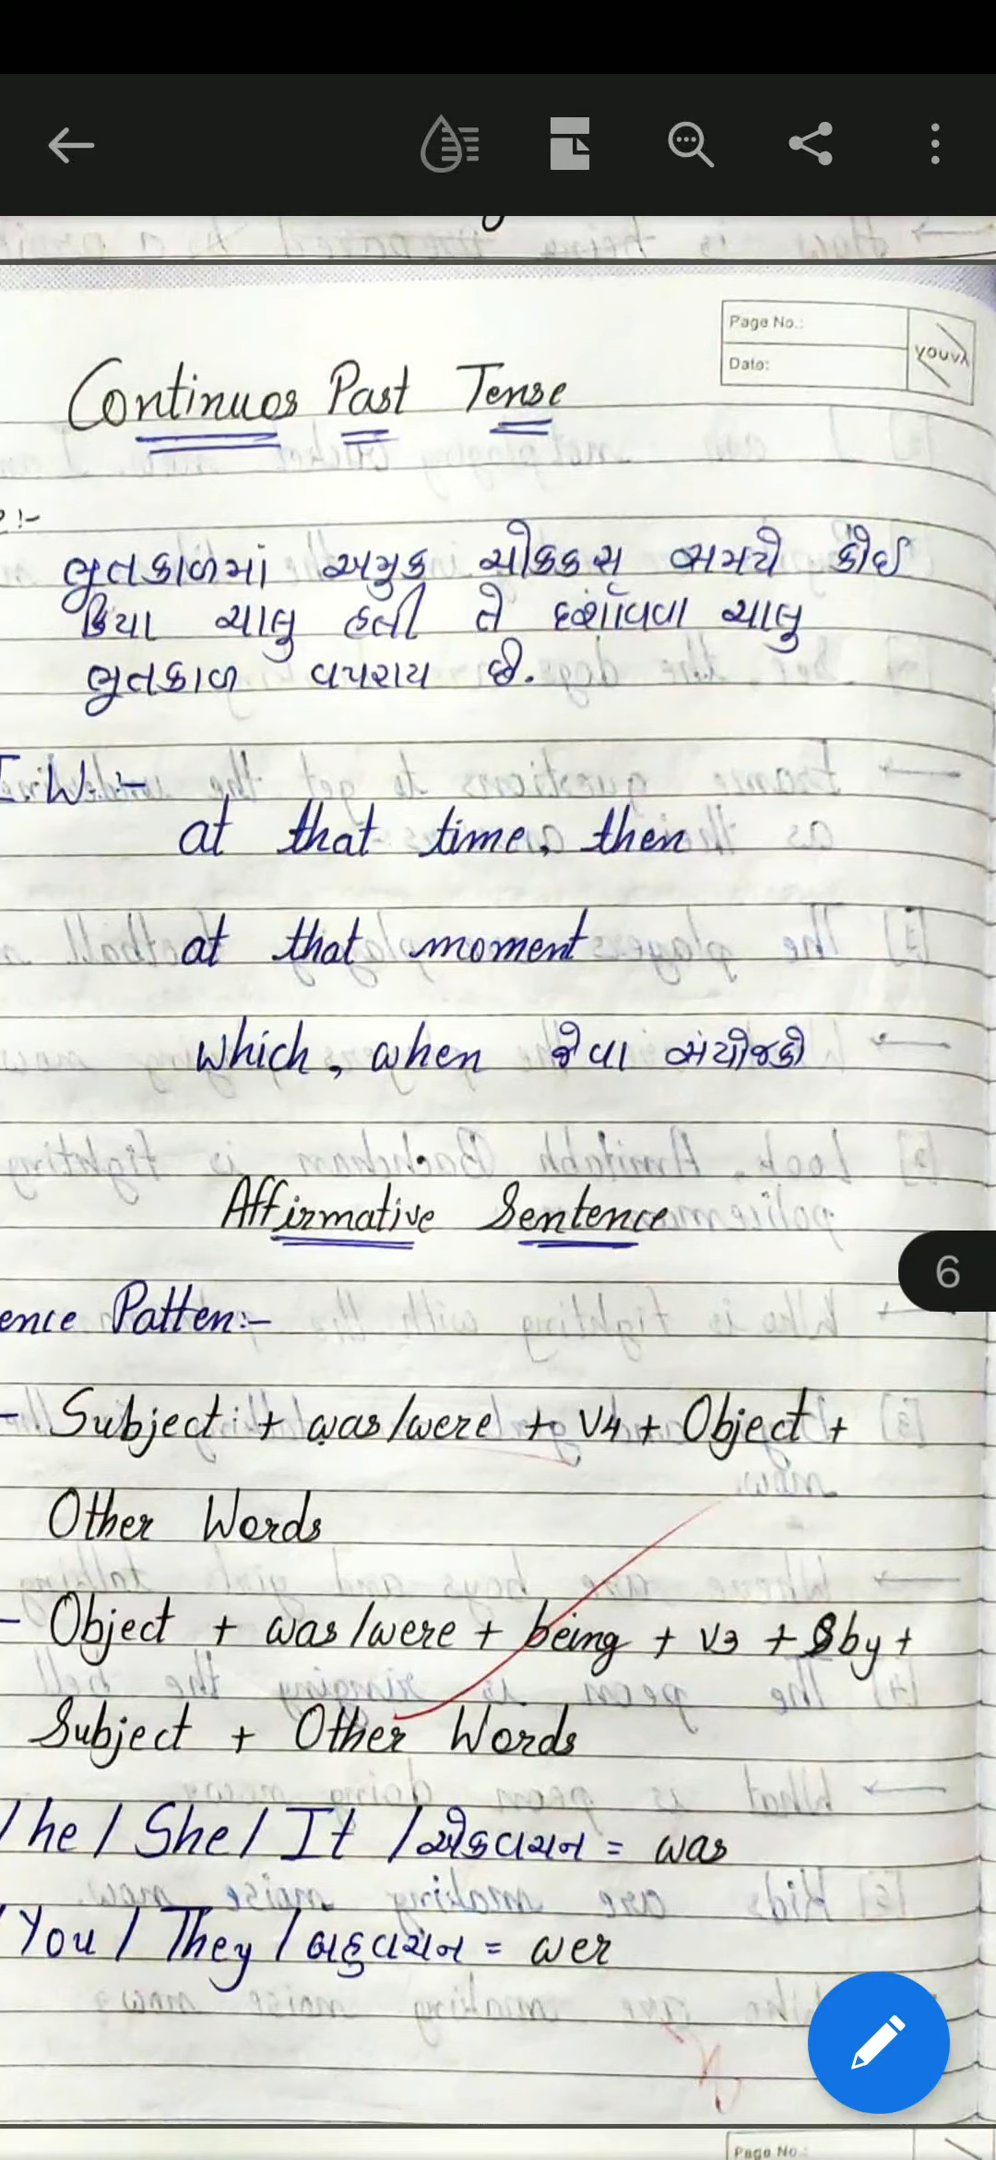 Page No.:
Date:
YOUVA
Continuos Past Tense
ભુતકાળમાં અમુક ચોકકસ સમયે કોઈ
ક્રિયા ચાલુ હતી તે દર્શાવવા ચાલુ
ભુતકાળ વપરાય છે.
I.W.:-
at that time, then
at that moment
which, when જેવા સંયોજકો
Affirmative Sentence
ence Patten:-
- Subject + was/were + V4 + Object +
Other Words
- Object + was/were + being + V3 + by +
Subject + Other Words
/he / She / It / એકવચન = was
/You / They / બહુવચન = wer
6
Page No.: